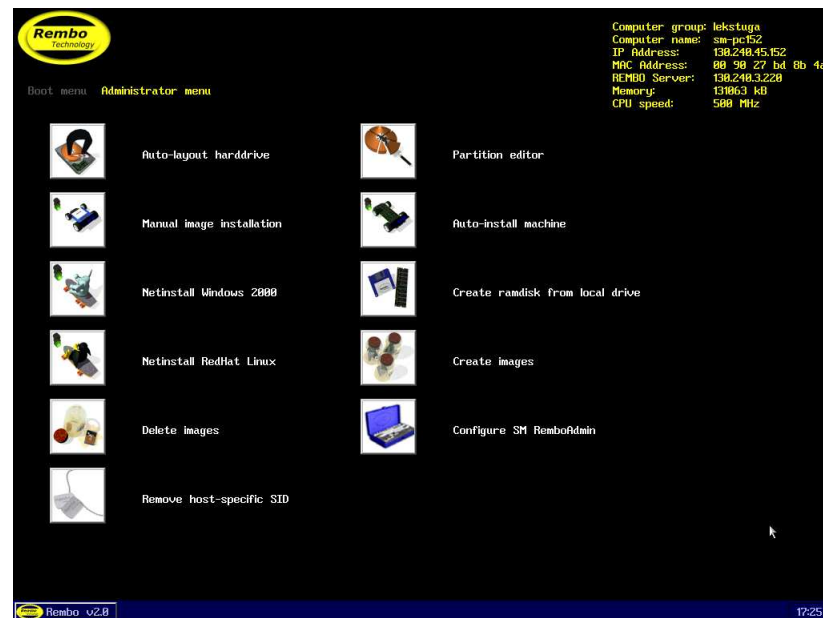 Rembo
Technology
Computer group: lekstuga
Computer name: sm-pc152
IP Address: 130.240.45.152
MAC Address: 00 90 27 bd 8b 4a
REMBO Server: 130.240.3.220
Memory: 131063 kB
CPU speed: 500 MHz
Boot menu Administrator menu
Auto-layout harddrive
Partition editor
Manual image installation
Auto-install machine
Netinstall Windows 2000
Create ramdisk from local drive
Netinstall RedHat Linux
Create images
Delete images
Configure SM RemboAdmin
Remove host-specific SID
Rembo v2.0
17:25